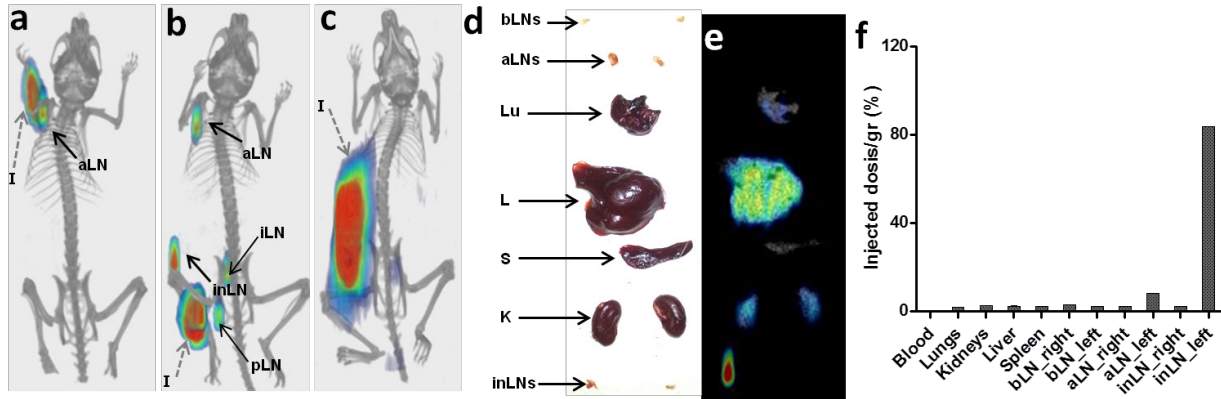 a
I
aLN
b
aLN
iLN
inLN
pLN
I
c
I
d
bLNs
aLNs
Lu
L
S
K
inLNs
e
f
Injected dosis/gr (%)
120
80
40
0
Blood
Lungs
Kidneys
Liver
Spleen
bLN_right
bLN_left
aLN_right
aLN_left
inLN_right
inLN_left